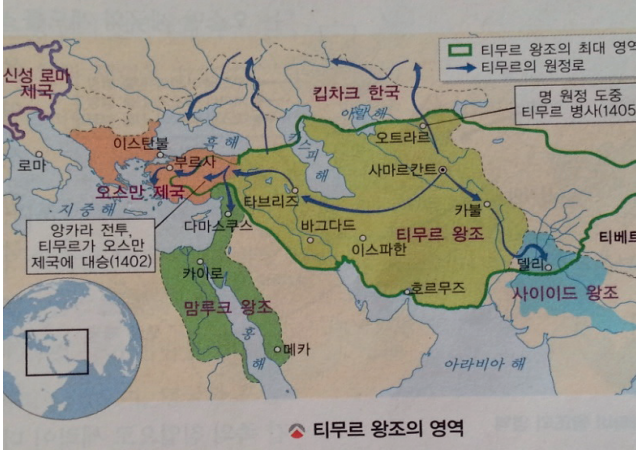 티무르 왕조의 최대 영역
티무르의 원정로
신성 로마
제국
킵차크 한국
명 원정 도중
티무르 병사(1405)
아랄 해
오트라르
흑 해
카스피 해
이스탄불
부르사
로마
사마르칸트
오스만 제국
타브리즈
카불
지 중 해
앙카라 전투,
티무르가 오스만
제국에 대승(1402)
다마스쿠스
바그다드
티무르 왕조
이스파한
티베트
델리
카이로
호르무즈
사이이드 왕조
맘루크 왕조
홍
해
메카
아라비아 해
티무르 왕조의 영역